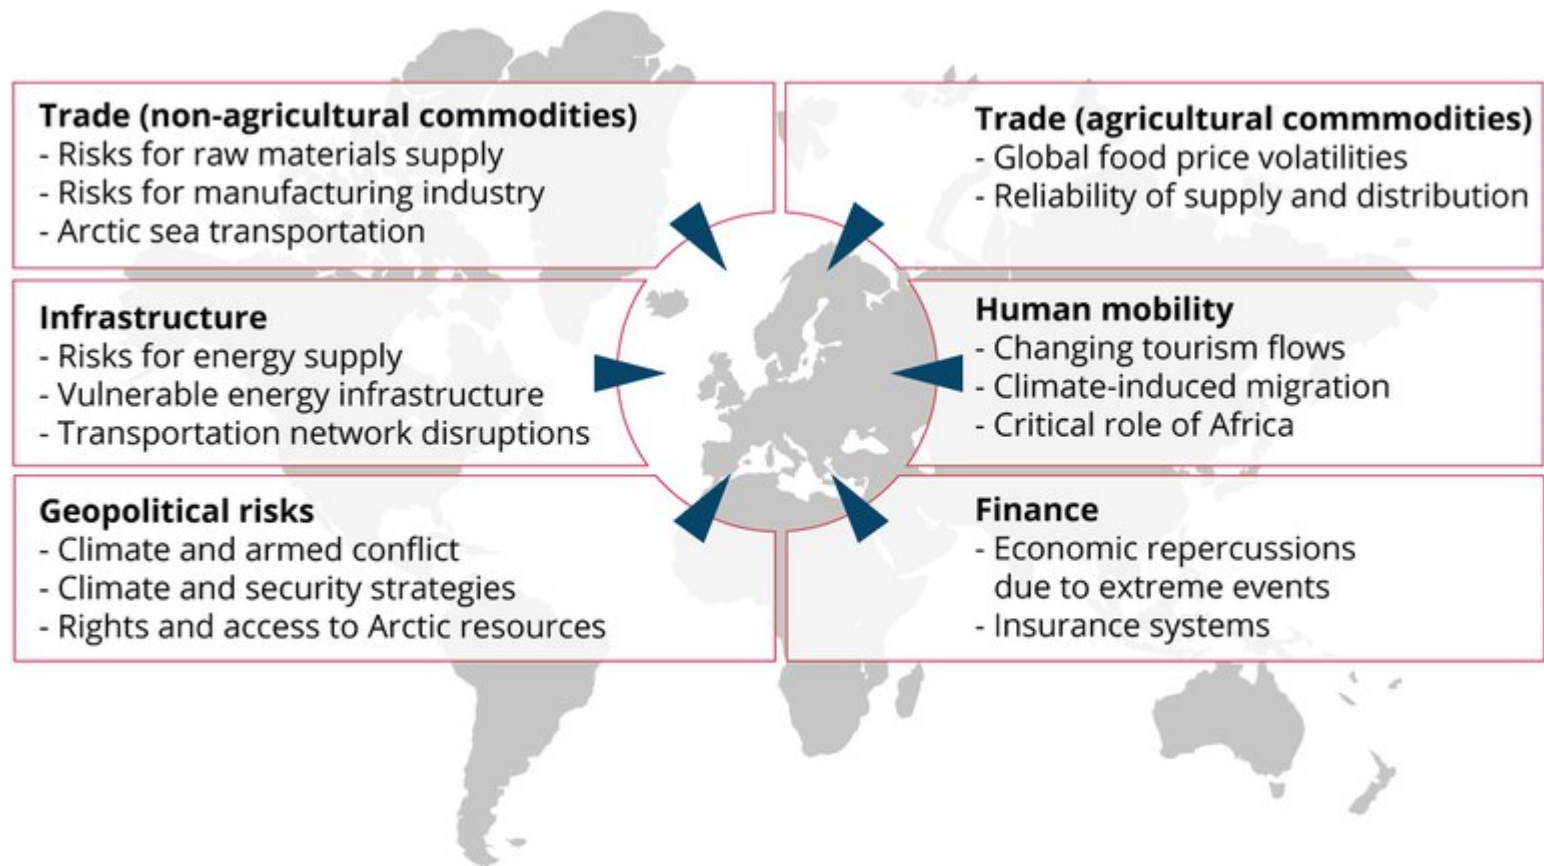 Trade (non-agricultural commodities)
- Risks for raw materials supply
- Risks for manufacturing industry
- Arctic sea transportation
Trade (agricultural commmodities)
- Global food price volatilities
- Reliability of supply and distribution
Infrastructure
- Risks for energy supply
- Vulnerable energy infrastructure
- Transportation network disruptions
Human mobility
- Changing tourism flows
- Climate-induced migration
- Critical role of Africa
Geopolitical risks
- Climate and armed conflict
- Climate and security strategies
- Rights and access to Arctic resources
Finance
- Economic repercussions
due to extreme events
- Insurance systems